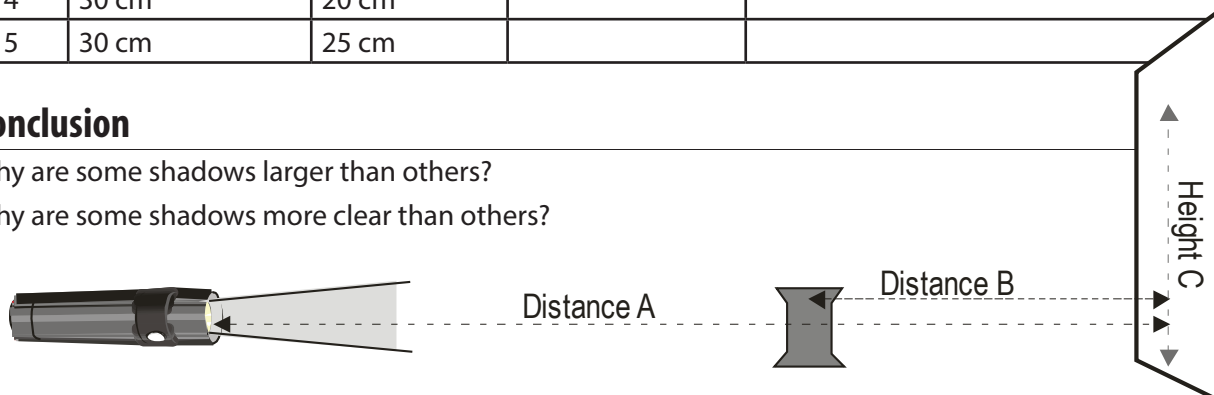 4 30 cm 20 cm
5 30 cm 25 cm
onclusion
hy are some shadows larger than others?
hy are some shadows more clear than others?
Distance A
Distance B
Height C